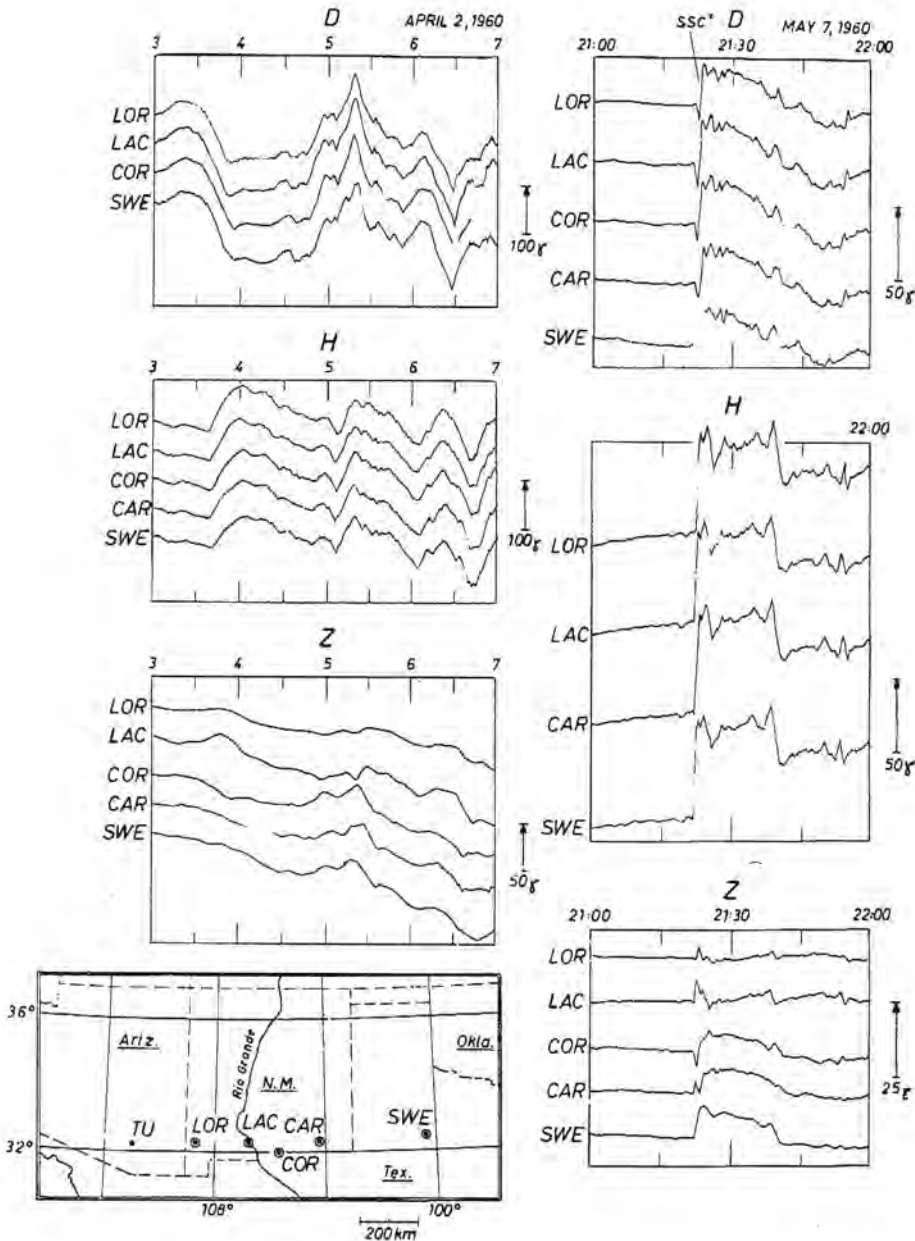 D APRIL 2, 1960
3 4 5 6 7
LOR
LAC
COR
SWE
100γ
H
3 4 5 6 7
LOR
LAC
COR
CAR
SWE
100γ
Z
3 4 5 6 7
LOR
LAC
COR
CAR
SWE
50γ
36°
32°
Ariz.
Rio Grande
N.M.
Okla.
TU
LOR
LAC
CAR
COR
SWE
Tex.
108°
100°
200km
ssc* D MAY 7, 1960
21:00 21:30 22:00
LOR
LAC
COR
CAR
SWE
50γ
H
22:00
LOR
LAC
CAR
SWE
50γ
Z
21:00 21:30 22:00
LOR
LAC
COR
CAR
SWE
25γ